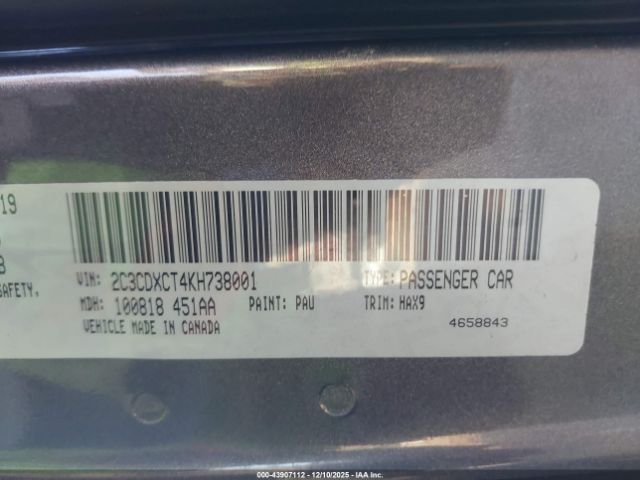 19
SAFETY,
VIN: 2C3CDXCT4KH738001 TYPE: PASSENGER CAR
MDH: 100818 451AA PAINT: PAU TRIM: HAX9
VEHICLE MADE IN CANADA
4658843
000-43907112 - 12/10/2025 - IAA Inc.